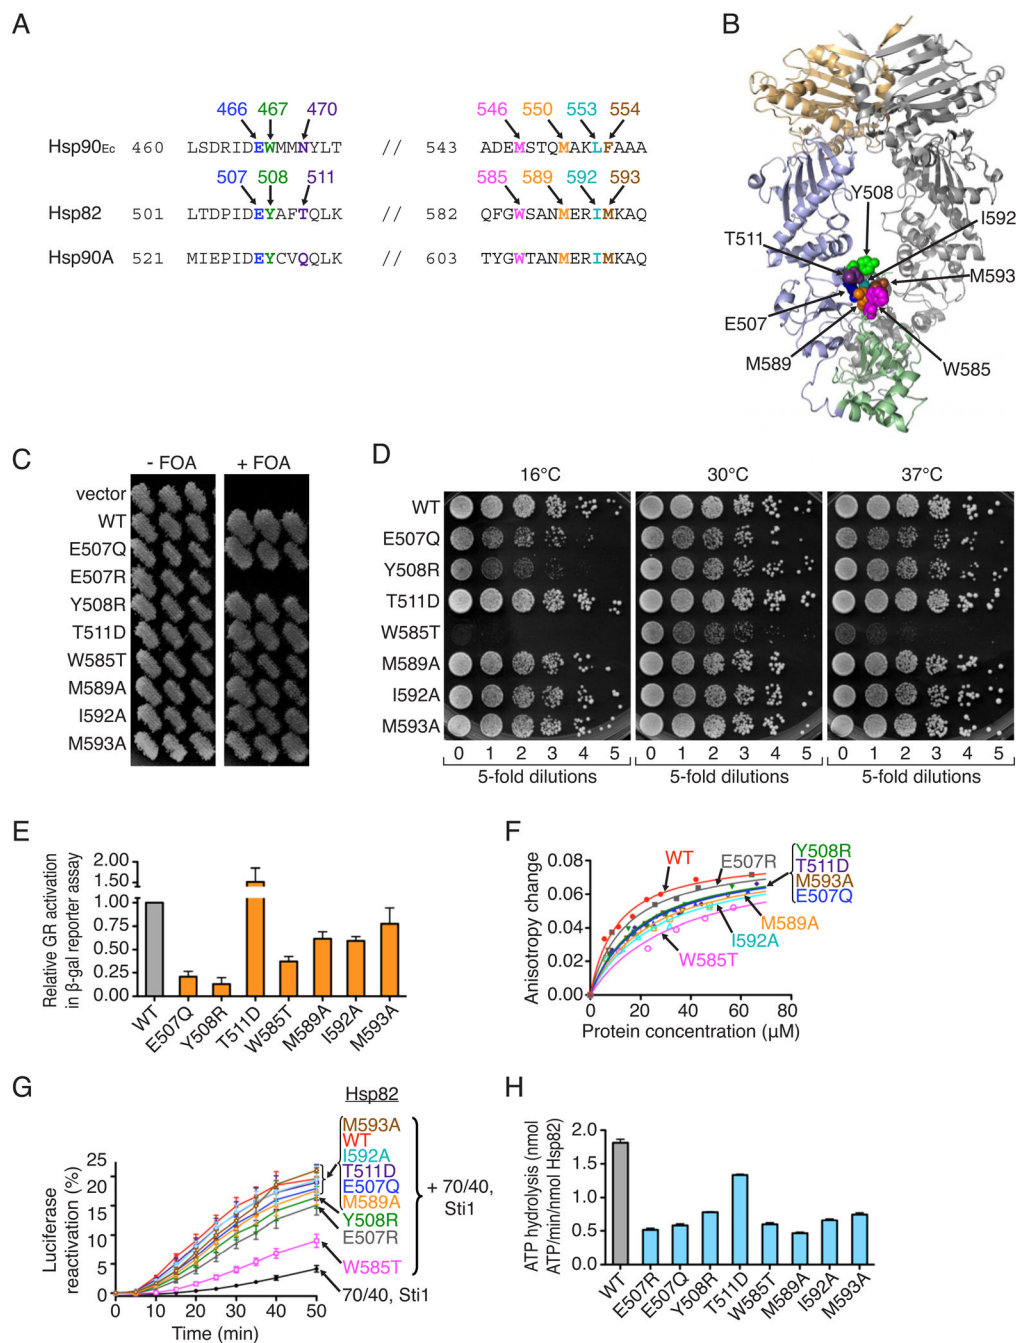 A
466 467 470 546 550 553 554
Hsp90Ec 460 LSDRIDEWMMNYLT // 543 ADEMSTQMAKLFAAA
507 508 511 585 589 592 593
Hsp82 501 LTDPIDEYAFTQLK // 582 QFGWSANMERIMKAQ
Hsp90A 521 MIEPIDEYCVQQLK // 603 TYGWTANMERIMKAQ
B
Y508
I592
T511
M593
E507
M589
W585
C
- FOA + FOA
vector
WT
E507Q
E507R
Y508R
T511D
W585T
M589A
I592A
M593A
D
16°C 30°C 37°C
WT
E507Q
Y508R
T511D
W585T
M589A
I592A
M593A
0 1 2 3 4 5 0 1 2 3 4 5 0 1 2 3 4 5
5-fold dilutions 5-fold dilutions 5-fold dilutions
E
Relative GR activation
in β-gal reporter assay
2.00
1.50
1.00
0.75
0.50
0.25
0.00
WT E507Q Y508R T511D W585T M589A I592A M593A
F
Anisotropy change
0.08
0.06
0.04
0.02
0.00
0 20 40 60 80
Protein concentration (µM)
WT
E507R
Y508R
T511D
M593A
E507Q
M589A
I592A
W585T
G
Luciferase
reactivation (%)
25
20
15
10
5
0
0 10 20 30 40 50
Time (min)
Hsp82
M593A
WT
I592A
T511D
E507Q
M589A
Y508R
E507R
W585T
+ 70/40,
Sti1
70/40, Sti1
H
ATP hydrolysis (nmol
ATP/min/nmol Hsp82)
2.0
1.5
1.0
0.5
0.0
WT E507R E507Q Y508R T511D W585T M589A I592A M593A